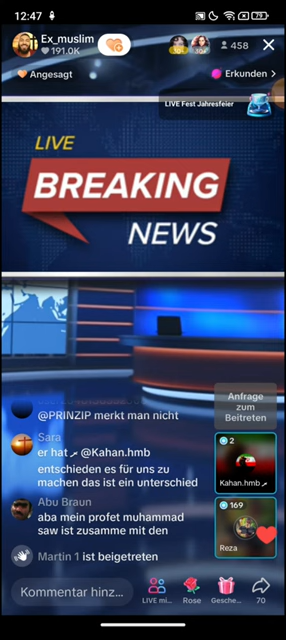 12:47
79
Ex_muslim
191.0K
458
Angesagt
Erkunden >
LIVE Fest Jahresfeier
LIVE
BREAKING
NEWS
@PRINZIP merkt man nicht
Anfrage
zum
Beitreten
Sara
er hat مر @Kahan.hmb
entschieden es für uns zu
machen das ist ein unterschied
2
Kahan.hmb مر
Abu Braun
aba mein profet muhammad
saw ist zusamme mit den
169
Reza
Martin 1 ist beigetreten
Kommentar hinz...
LIVE mi...
Rose
Gesche...
70